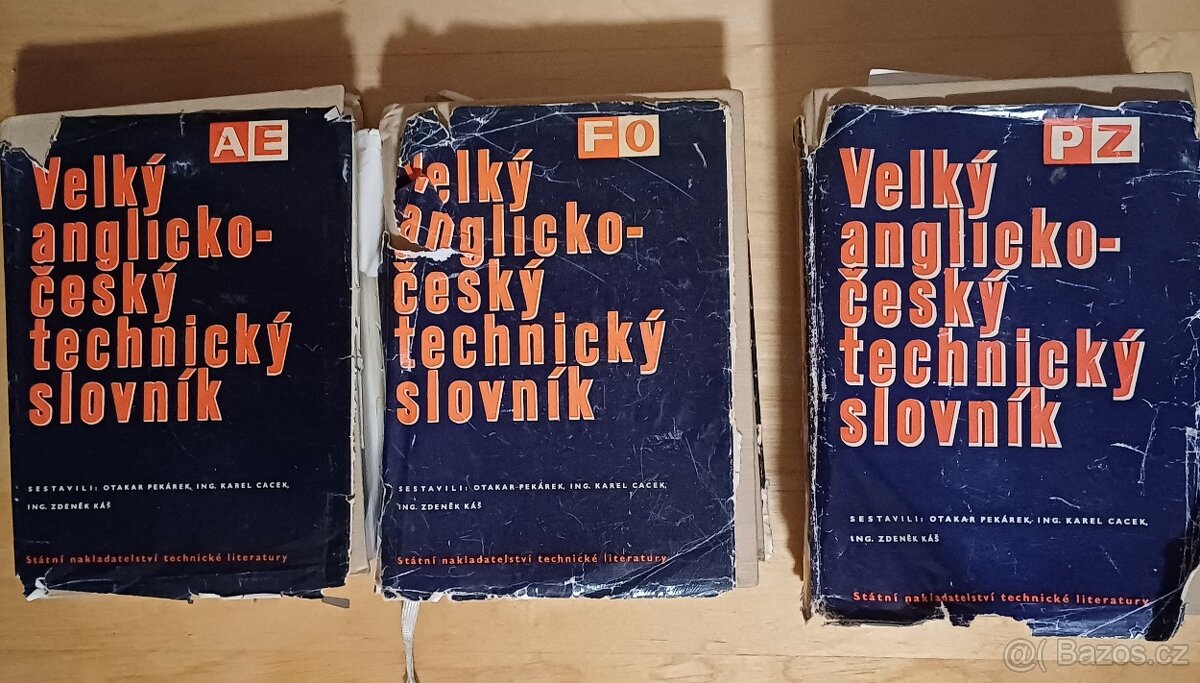 AE
Velký
anglicko-
český
technický
slovník
SESTAVILI: OTAKAR PEKÁREK, ING. KAREL CACEK,
ING. ZDENĚK KÁŠ
Státní nakladatelství technické literatury
FO
Velký
anglicko-
český
technický
slovník
SESTAVILI: OTAKAR PEKÁREK, ING. KAREL CACEK,
ING. ZDENĚK KÁŠ
Státní nakladatelství technické literatury
PZ
Velký
anglicko-
český
technický
slovník
SESTAVILI: OTAKAR PEKÁREK, ING. KAREL CACEK,
ING. ZDENĚK KÁŠ
Státní nakladatelství technické literatury
@( Bazos.cz